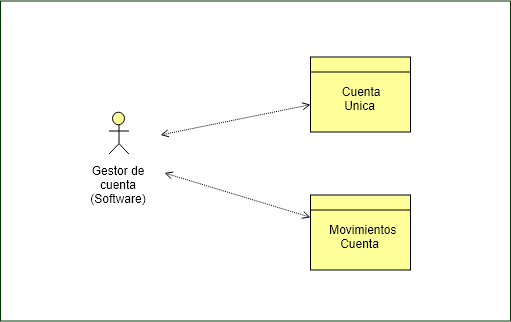 Cuenta
Unica
Gestor de
cuenta
(Software)
Movimientos
Cuenta